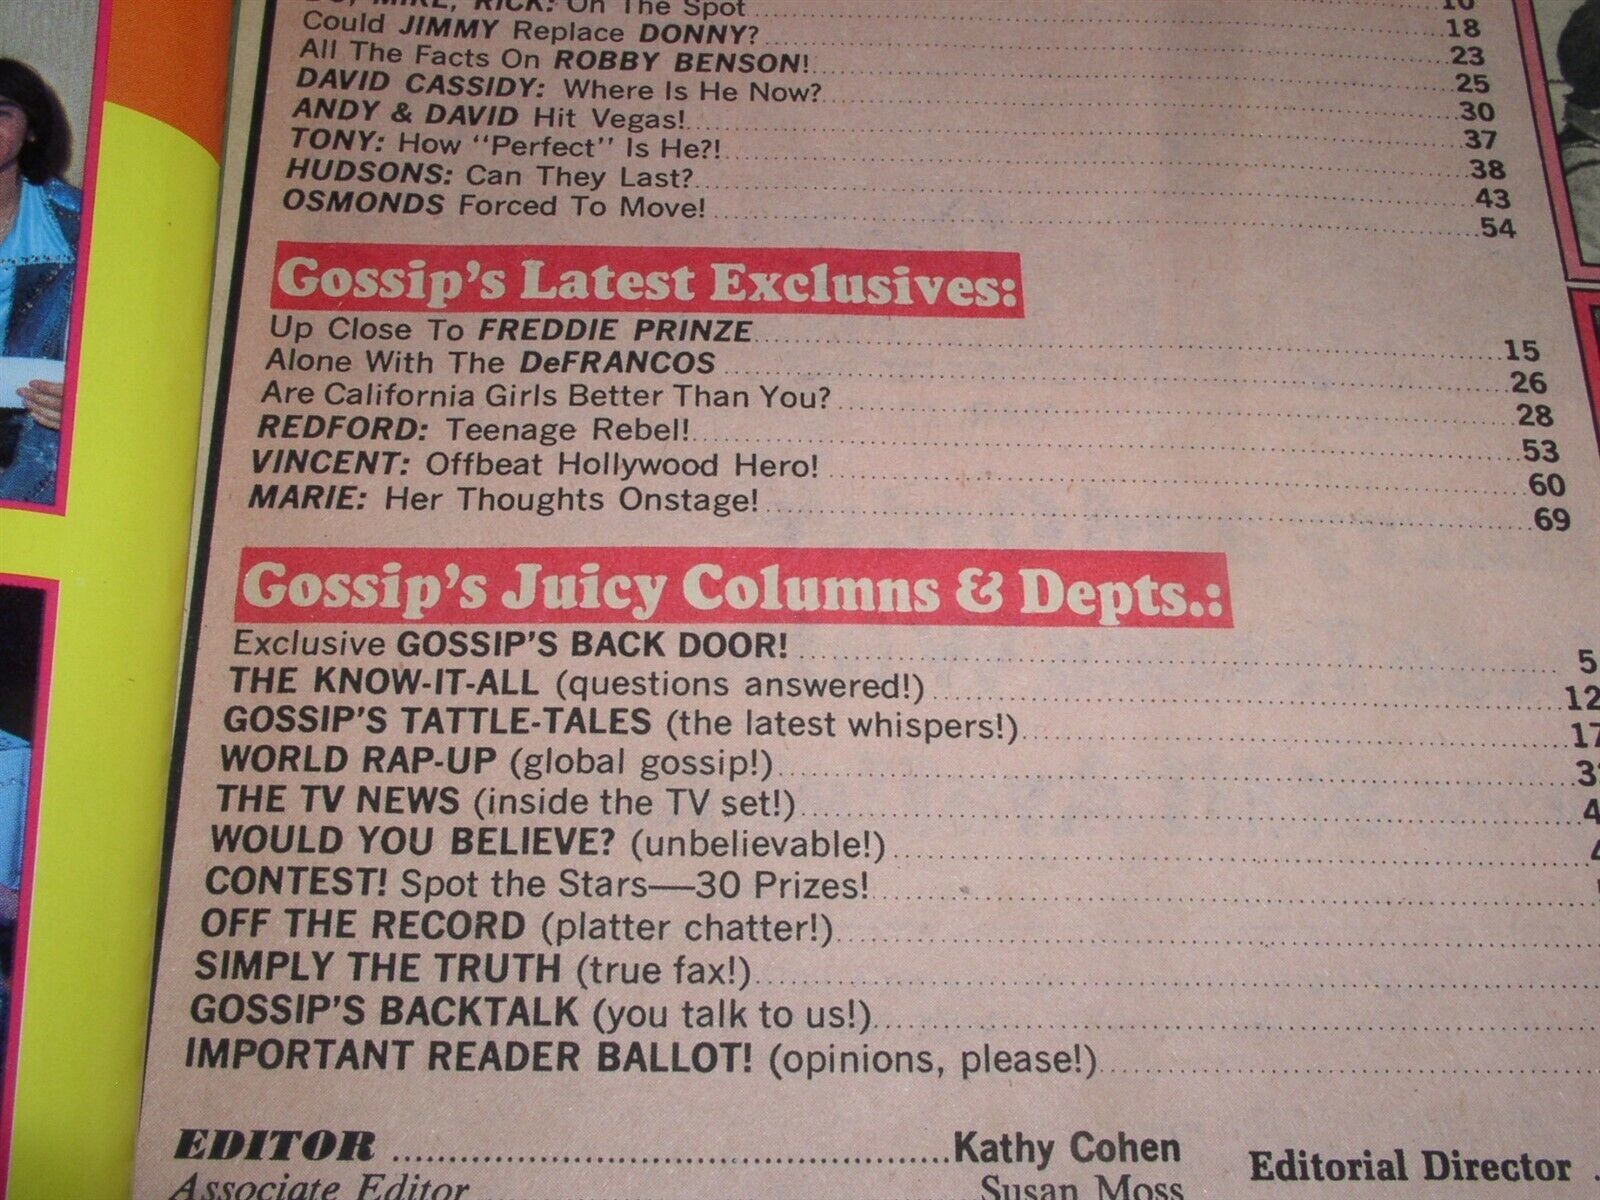 MIKE, RICK: On The Spot 18
Could JIMMY Replace DONNY? 23
All The Facts On ROBBY BENSON! 25
DAVID CASSIDY: Where Is He Now? 30
ANDY & DAVID Hit Vegas! 37
TONY: How "Perfect" Is He?! 38
HUDSONS: Can They Last? 43
OSMONDS Forced To Move! 54
Gossip's Latest Exclusives:
Up Close To FREDDIE PRINZE 15
Alone With The DeFRANCOS 26
Are California Girls Better Than You? 28
REDFORD: Teenage Rebel! 53
VINCENT: Offbeat Hollywood Hero! 60
MARIE: Her Thoughts Onstage! 69
Gossip's Juicy Columns & Depts.:
Exclusive GOSSIP'S BACK DOOR! 5
THE KNOW-IT-ALL (questions answered!) 12
GOSSIP'S TATTLE-TALES (the latest whispers!) 17
WORLD RAP-UP (global gossip!)
THE TV NEWS (inside the TV set!)
WOULD YOU BELIEVE? (unbelievable!)
CONTEST! Spot the Stars—30 Prizes!
OFF THE RECORD (platter chatter!)
SIMPLY THE TRUTH (true fax!)
GOSSIP'S BACKTALK (you talk to us!)
IMPORTANT READER BALLOT! (opinions, please!)
EDITOR Kathy Cohen
Editorial Director
Associate Editor Susan Moss